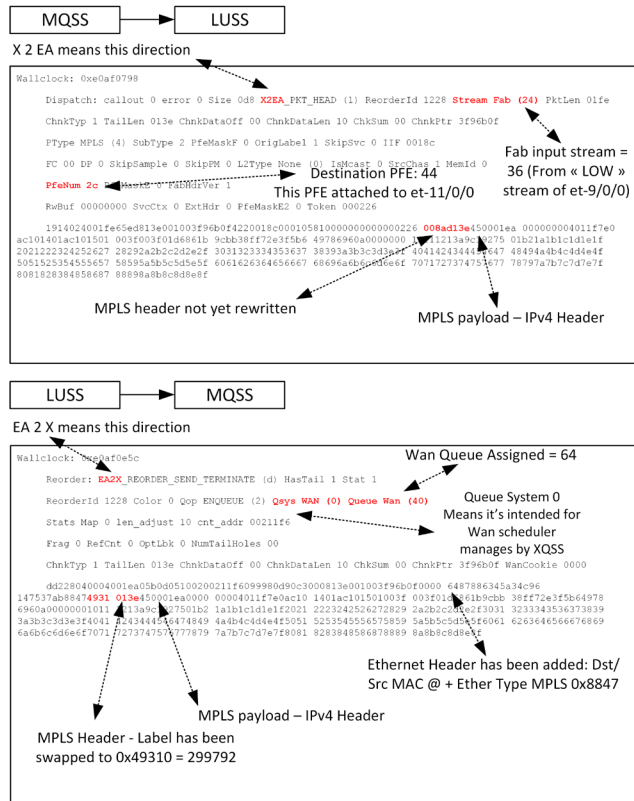 MQSS
LUSS
X 2 EA means this direction
Wallclock: 0xe0af0798
Dispatch: callout 0 error 0 Size 0d8 X2EA_PKT_HEAD (1) ReorderId 1228 Stream Fab (24) PktLen 01fe
ChnkTyp 1 TailLen 013e ChnkDataOff 00 ChnkDataLen 10 ChkSum 00 ChnkPtr 3f96b0f
PType MPLS (4) SubType 2 PfeMaskF 0 OrigLabel 1 SkipSvc 0 IIF 0018c
FC 00 DP 0 SkipSample 0 SkipPM 0 L2Type None (0) IsMcast 0 SrcChas 1 MemId 0
PfeNum 2c 0 FabHdrVer 1
RwBuf 00000000 SvcCtx 0 ExtHdr 0 PfeMaskE2 0 Token 000226
Destination PFE: 44
This PFE attached to et-11/0/0
Fab input stream =
36 (From « LOW »
stream of et-9/0/0)
008ad13e450001ea 000000004011f7e0
MPLS header not yet rewritten
MPLS payload – IPv4 Header
LUSS
MQSS
EA 2 X means this direction
Wallclock: 0xe0af0e5c
Reorder: EA2X_REORDER_SEND_TERMINATE (d) HasTail 1 Stat 1
ReorderId 1228 Color 0 Qop ENQUEUE (2) Qsys WAN (0) Queue Wan (40)
Stats Map 0 len_adjust 10 cnt_addr 00211f6
Frag 0 RefCnt 0 OptLbk 0 NumTailHoles 00
ChnkTyp 1 TailLen 013e ChnkDataOff 00 ChnkDataLen 10 ChkSum 00 ChnkPtr 3f96b0f WanCookie 0000
Wan Queue Assigned = 64
Queue System 0
Means it's intended for
Wan scheduler
manages by XQSS
147537ab88474931 013e450001ea0000
Ethernet Header has been added: Dst/
Src MAC @ + Ether Type MPLS 0x8847
MPLS payload – IPv4 Header
MPLS Header - Label has been
swapped to 0x49310 = 299792